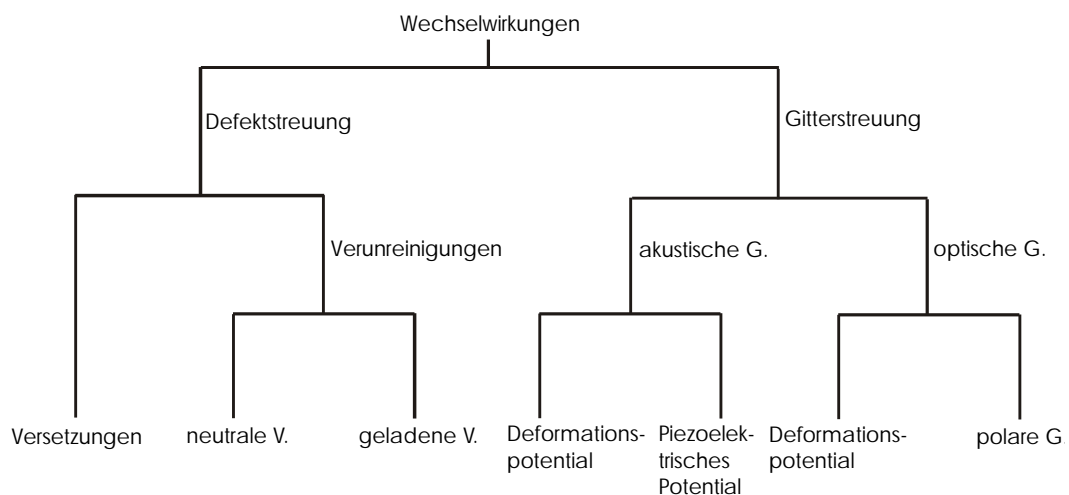 Wechselwirkungen
Defektstreuung
Gitterstreuung
Verunreinigungen
akustische G.
optische G.
Versetzungen
neutrale V.
geladene V.
Deformations-
potential
Piezoelek-
trisches
Potential
Deformations-
potential
polare G.